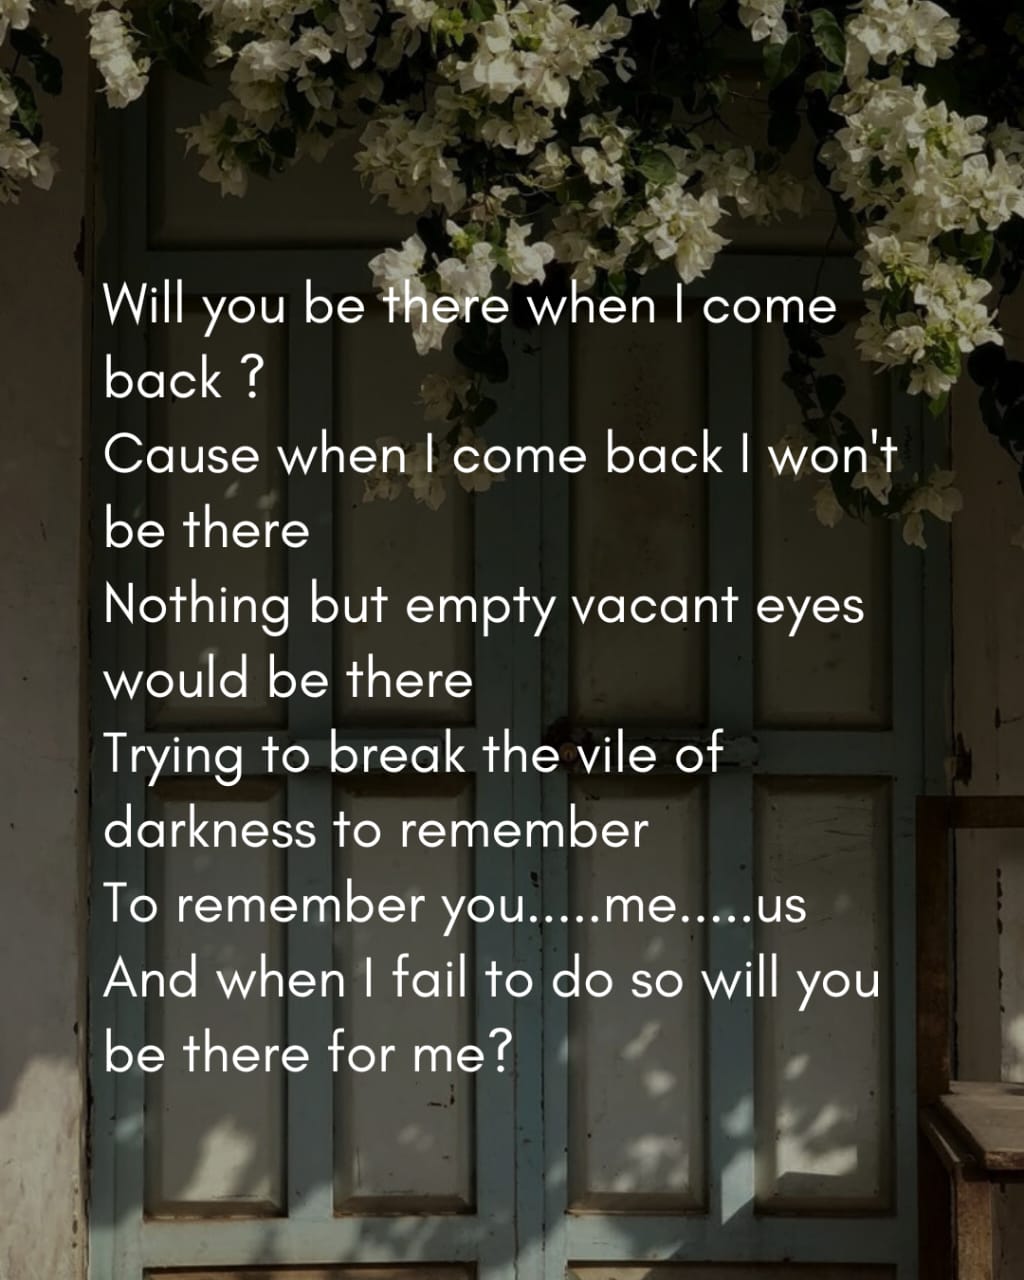 Will you be there when I come
back ?
Cause when I come back I won't
be there
Nothing but empty vacant eyes
would be there
Trying to break the vile of
darkness to remember
To remember you.....me.....us
And when I fail to do so will you
be there for me?